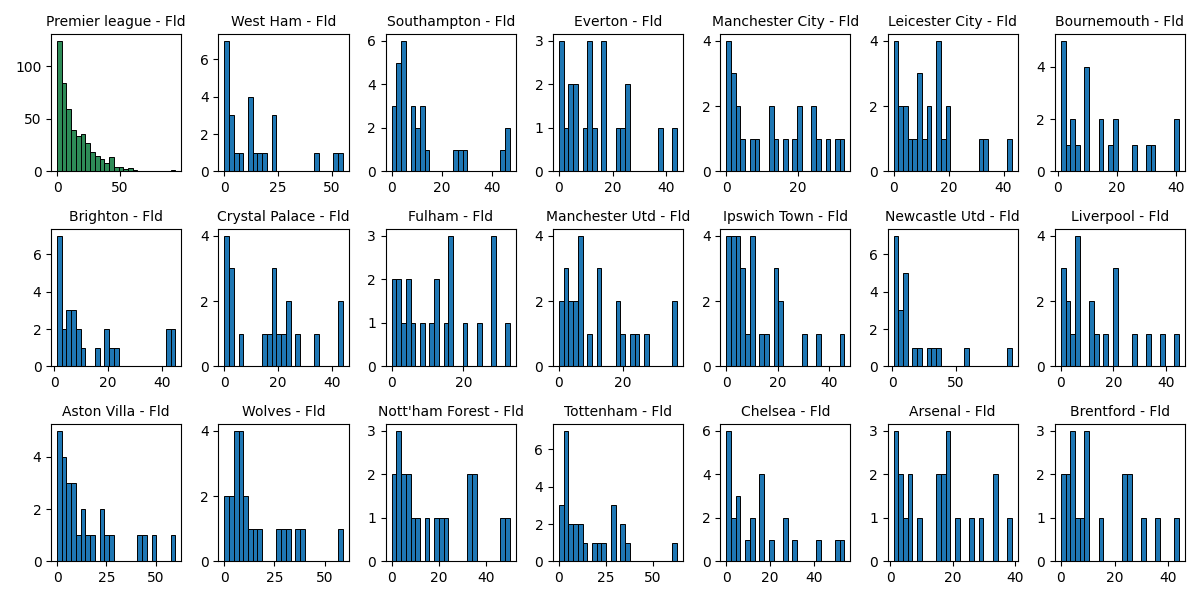 Premier league - Fld
West Ham - Fld
Southampton - Fld
Everton - Fld
Manchester City - Fld
Leicester City - Fld
Bournemouth - Fld
100
50
0
0 50
6
4
2
0
0 25 50
6
4
2
0
0 20 40
3
2
1
0
0 20 40
4
2
0
0 20
4
2
0
0 20 40
4
2
0
0 20 40
Brighton - Fld
Crystal Palace - Fld
Fulham - Fld
Manchester Utd - Fld
Ipswich Town - Fld
Newcastle Utd - Fld
Liverpool - Fld
6
4
2
0
0 20 40
4
2
0
0 20 40
3
2
1
0
0 20
4
2
0
0 20
4
2
0
0 20 40
6
4
2
0
0 50
4
2
0
0 20 40
Aston Villa - Fld
Wolves - Fld
Nott'ham Forest - Fld
Tottenham - Fld
Chelsea - Fld
Arsenal - Fld
Brentford - Fld
4
2
0
0 25 50
4
2
0
0 20 40
3
2
1
0
0 20 40
6
4
2
0
0 25 50
6
4
2
0
0 20 40
3
2
1
0
0 20 40
3
2
1
0
0 20 40